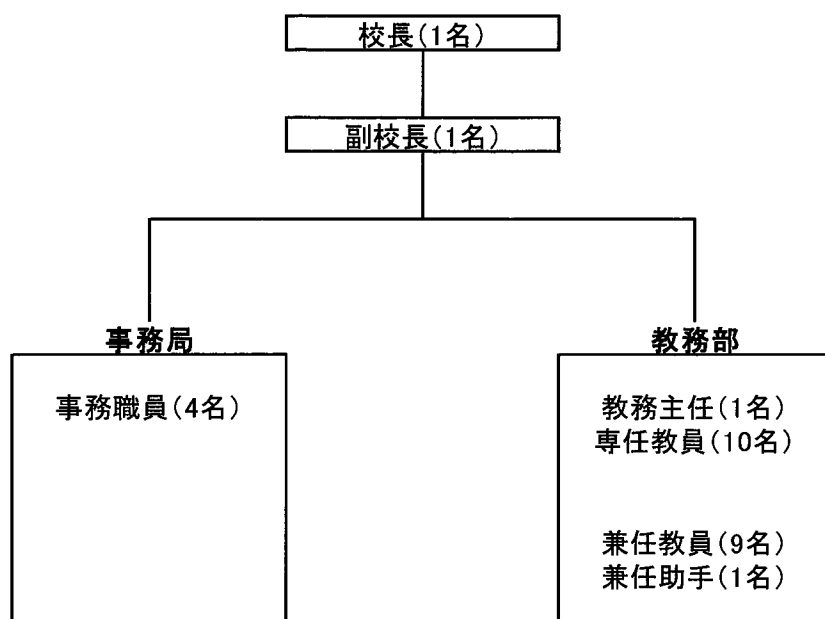 校長(1名)
副校長(1名)
事務局
事務職員(4名)
教務部
教務主任(1名)
専任教員(10名)
兼任教員(9名)
兼任助手(1名)